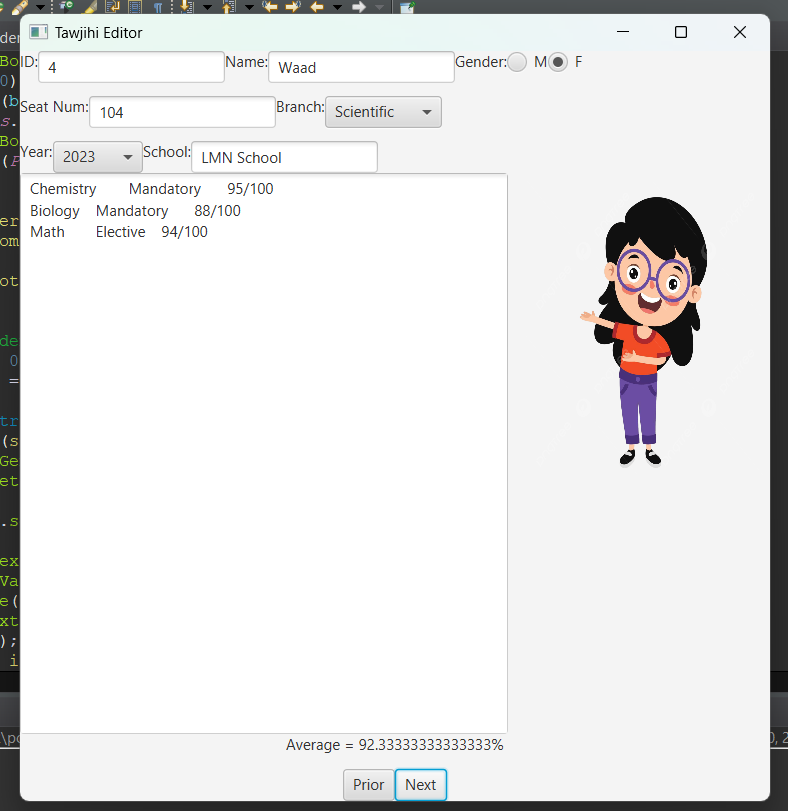 Tawjihi Editor
ID: 4 Name: Waad Gender: M F
Seat Num: 104 Branch: Scientific
Year: 2023 School: LMN School
Chemistry Mandatory 95/100
Biology Mandatory 88/100
Math Elective 94/100
Average = 92.33333333333333%
Prior Next